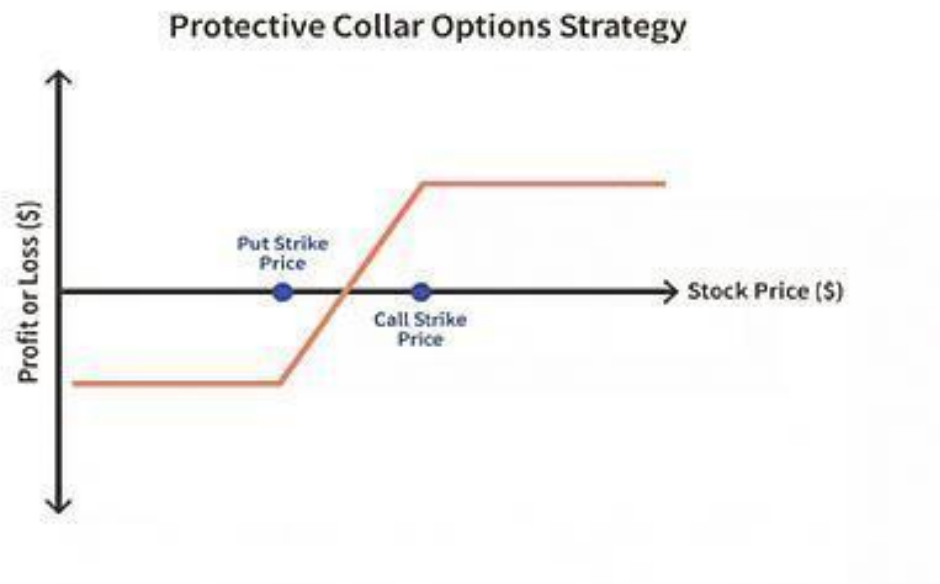 Protective Collar Options Strategy
Profit or Loss ($)
Put Strike
Price
Stock Price ($)
Call Strike
Price